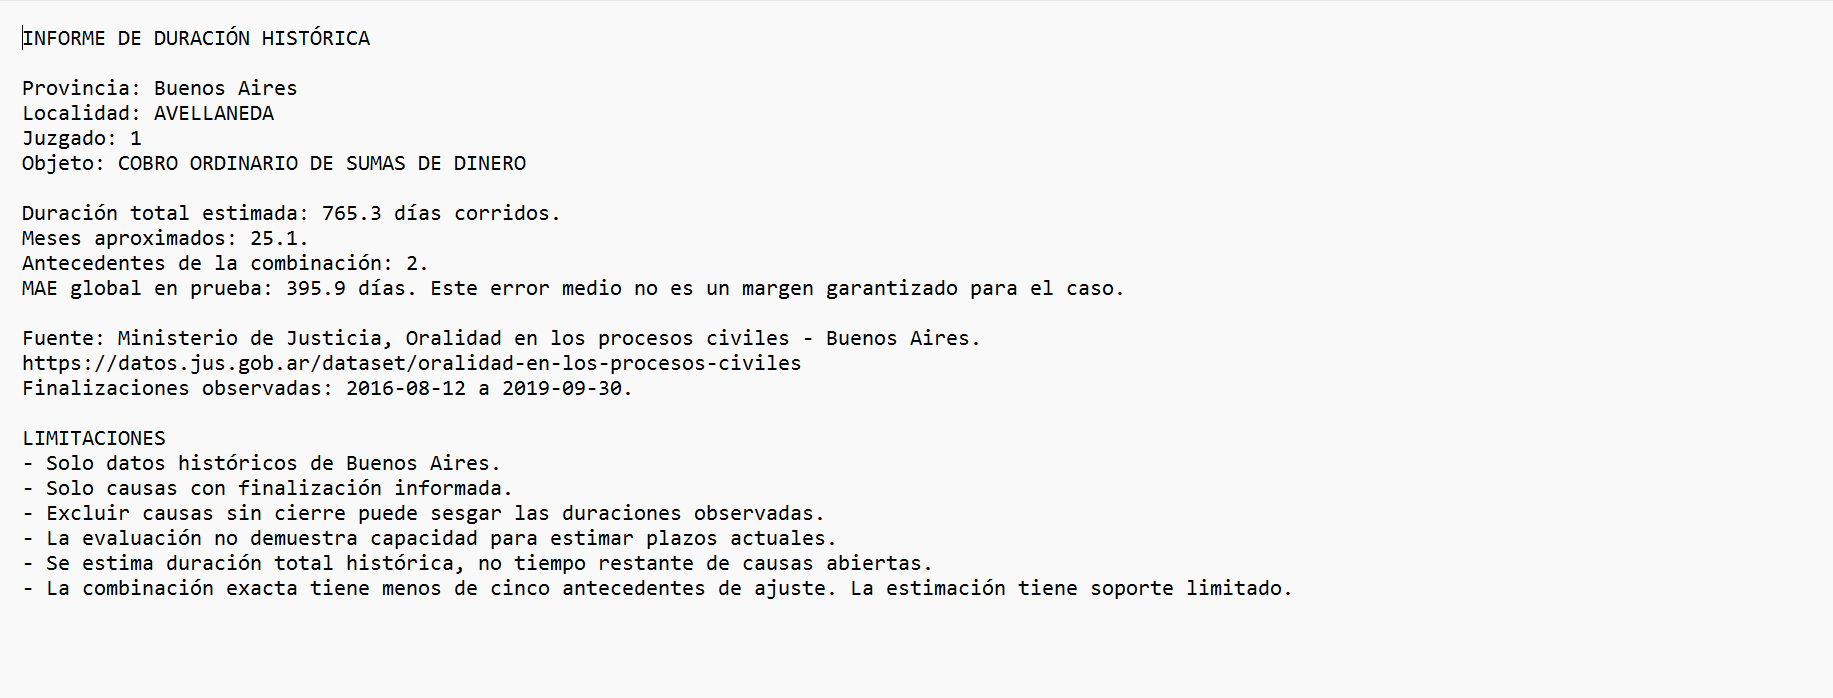 INFORME DE DURACIÓN HISTÓRICA
Provincia: Buenos Aires
Localidad: AVELLANEDA
Juzgado: 1
Objeto: COBRO ORDINARIO DE SUMAS DE DINERO
Duración total estimada: 765.3 días corridos.
Meses aproximados: 25.1.
Antecedentes de la combinación: 2.
MAE global en prueba: 395.9 días. Este error medio no es un margen garantizado para el caso.
Fuente: Ministerio de Justicia, Oralidad en los procesos civiles - Buenos Aires.
https://datos.jus.gob.ar/dataset/oralidad-en-los-procesos-civiles
Finalizaciones observadas: 2016-08-12 a 2019-09-30.
LIMITACIONES
- Solo datos históricos de Buenos Aires.
- Solo causas con finalización informada.
- Excluir causas sin cierre puede sesgar las duraciones observadas.
- La evaluación no demuestra capacidad para estimar plazos actuales.
- Se estima duración total histórica, no tiempo restante de causas abiertas.
- La combinación exacta tiene menos de cinco antecedentes de ajuste. La estimación tiene soporte limitado.